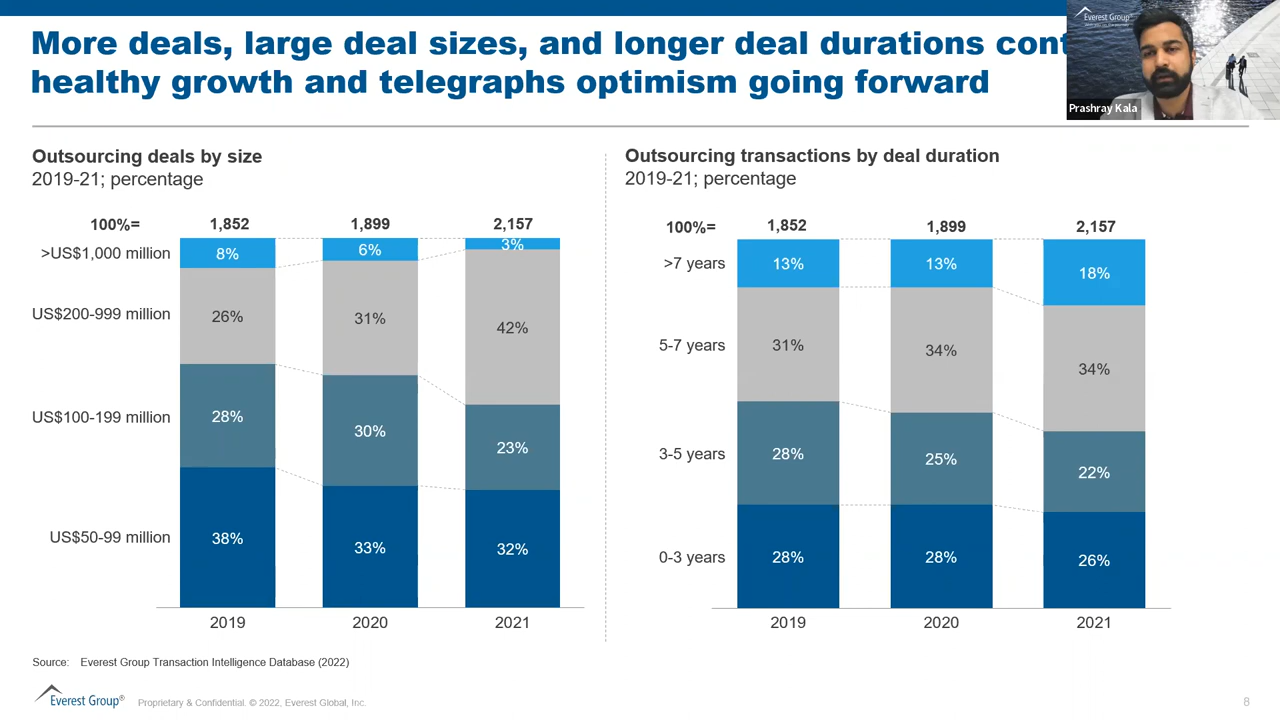 More deals, large deal sizes, and longer deal durations cont
healthy growth and telegraphs optimism going forward
Everest Group
Prashray Kala
Outsourcing deals by size
2019-21; percentage
100%= 1,852 1,899 2,157
>US$1,000 million 8% 6% 3%
US$200-999 million 26% 31% 42%
US$100-199 million 28% 30% 23%
US$50-99 million 38% 33% 32%
2019 2020 2021
Outsourcing transactions by deal duration
2019-21; percentage
100%= 1,852 1,899 2,157
>7 years 13% 13% 18%
5-7 years 31% 34% 34%
3-5 years 28% 25% 22%
0-3 years 28% 28% 26%
2019 2020 2021
Source: Everest Group Transaction Intelligence Database (2022)
Everest Group® Proprietary & Confidential. © 2022, Everest Global, Inc.
8